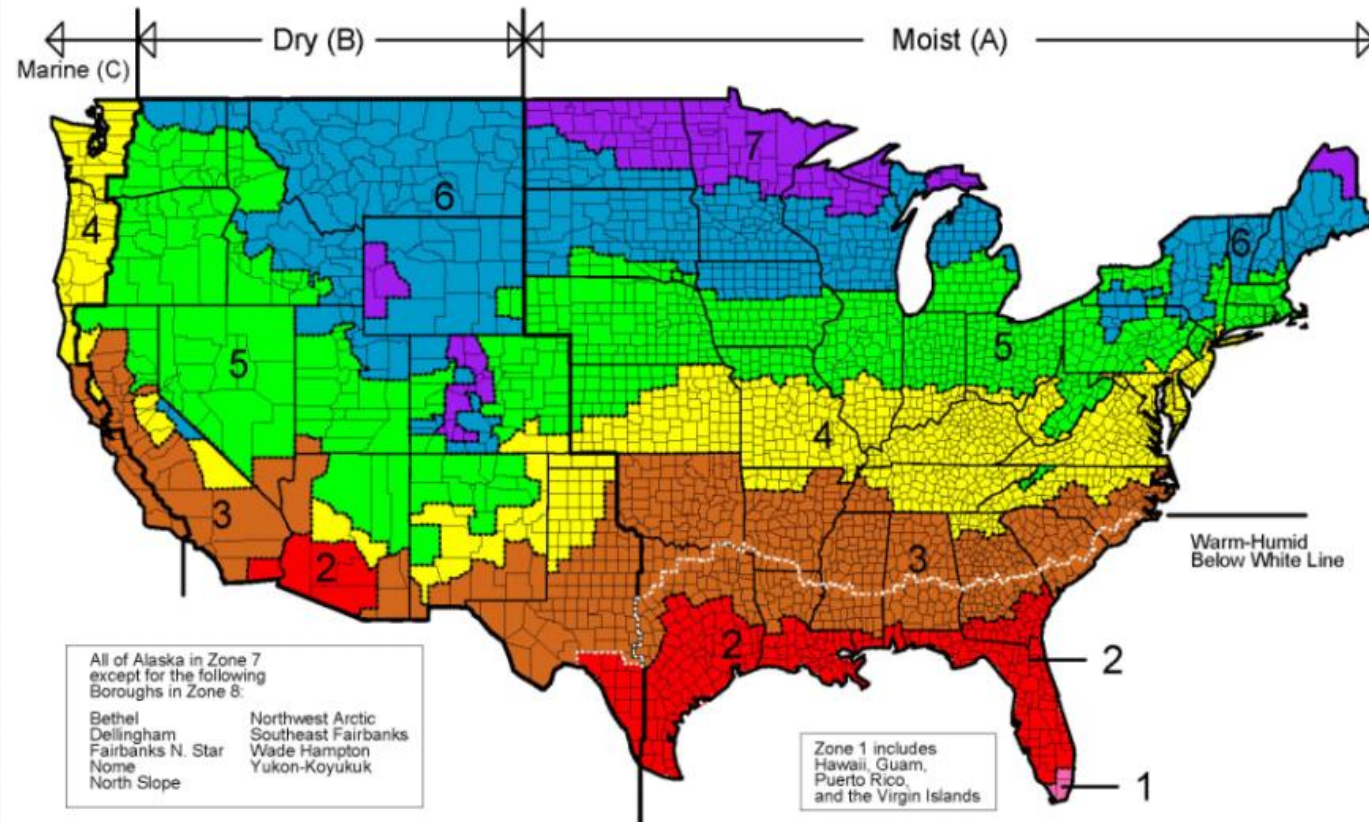 Dry (B)
Moist (A)
Marine (C)
7
6
4
6
5
5
4
3
3
Warm-Humid
Below White Line
2
2
2
1
All of Alaska in Zone 7
except for the following
Boroughs in Zone 8:
Bethel
Dellingham
Fairbanks N. Star
Nome
North Slope
Northwest Arctic
Southeast Fairbanks
Wade Hampton
Yukon-Koyukuk
Zone 1 includes
Hawaii, Guam,
Puerto Rico,
and the Virgin Islands